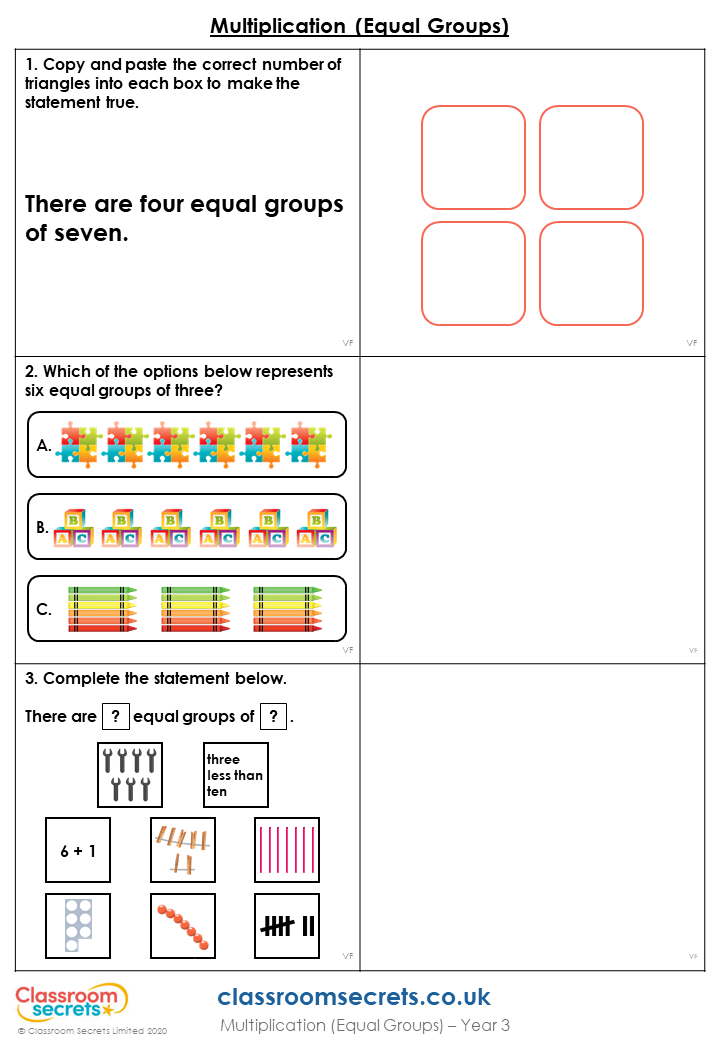 Multiplication (Equal Groups)
1. Copy and paste the correct number of
triangles into each box to make the
statement true.
There are four equal groups
of seven.
VF
VF
2. Which of the options below represents
six equal groups of three?
A.
B.
B B B B B B
A C A C A C A C A C A C
C.
VF
VF
3. Complete the statement below.
There are ? equal groups of ? .
three
less than
ten
6 + 1
VF
VF
Classroom
secrets
© Classroom Secrets Limited 2020
classroomsecrets.co.uk
Multiplication (Equal Groups) – Year 3